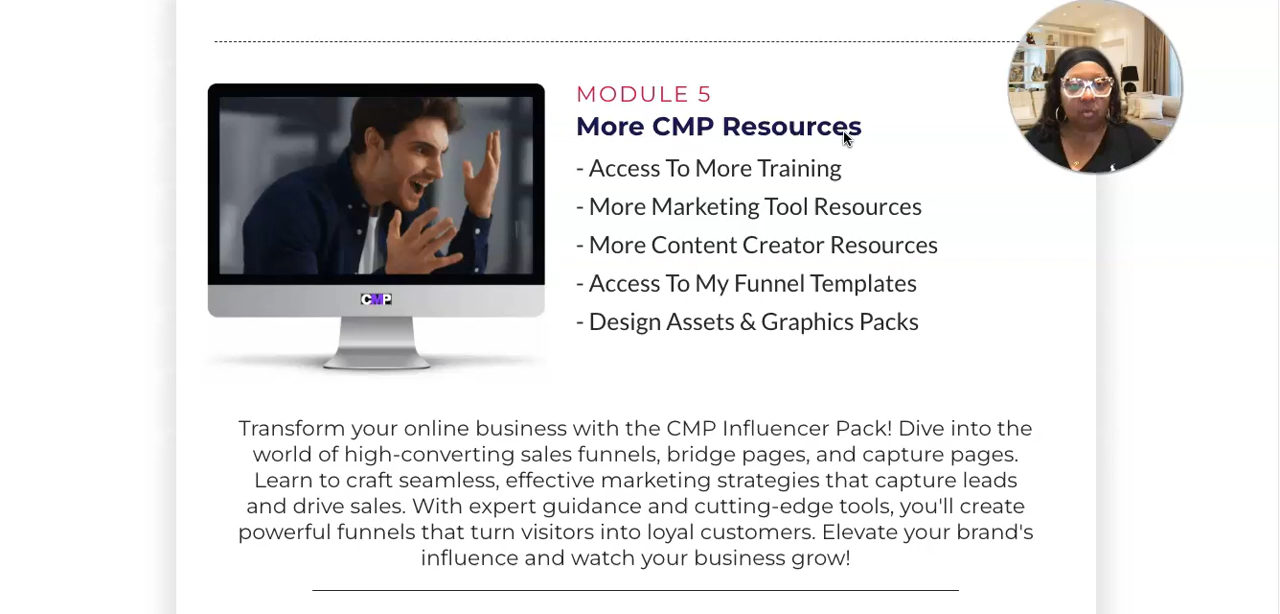 MODULE 5
More CMP Resources
- Access To More Training
- More Marketing Tool Resources
- More Content Creator Resources
- Access To My Funnel Templates
- Design Assets & Graphics Packs
CMP
Transform your online business with the CMP Influencer Pack! Dive into the
world of high-converting sales funnels, bridge pages, and capture pages.
Learn to craft seamless, effective marketing strategies that capture leads
and drive sales. With expert guidance and cutting-edge tools, you'll create
powerful funnels that turn visitors into loyal customers. Elevate your brand's
influence and watch your business grow!